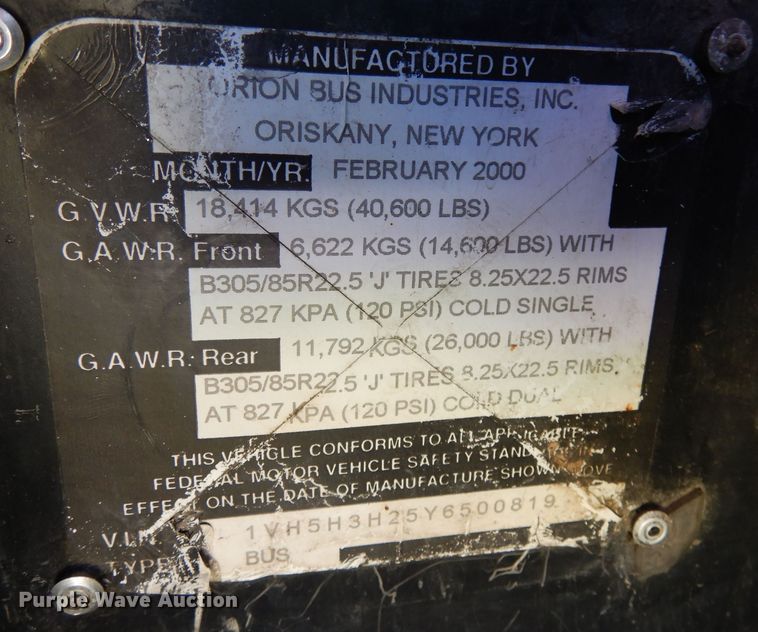 MANUFACTURED BY
ORION BUS INDUSTRIES, INC.
ORISKANY, NEW YORK
MONTH/YR. FEBRUARY 2000
G.V.W.R. 18,414 KGS (40,600 LBS)
G.A.W.R. Front 6,622 KGS (14,600 LBS) WITH
B305/85R22.5 'J' TIRES 8.25X22.5 RIMS
AT 827 KPA (120 PSI) COLD SINGLE
G.A.W.R. Rear 11,792 KGS (26,000 LBS) WITH
B305/85R22.5 'J' TIRES 8.25X22.5 RIMS,
AT 827 KPA (120 PSI) COLD DUAL
THIS VEHICLE CONFORMS TO ALL APPLICABLE
FEDERAL MOTOR VEHICLE SAFETY STANDARDS IN
EFFECT ON THE DATE OF MANUFACTURE SHOWN ABOVE
V.I.N. 1VH5H3H25Y6500819
TYPE BUS
Purple Wave Auction